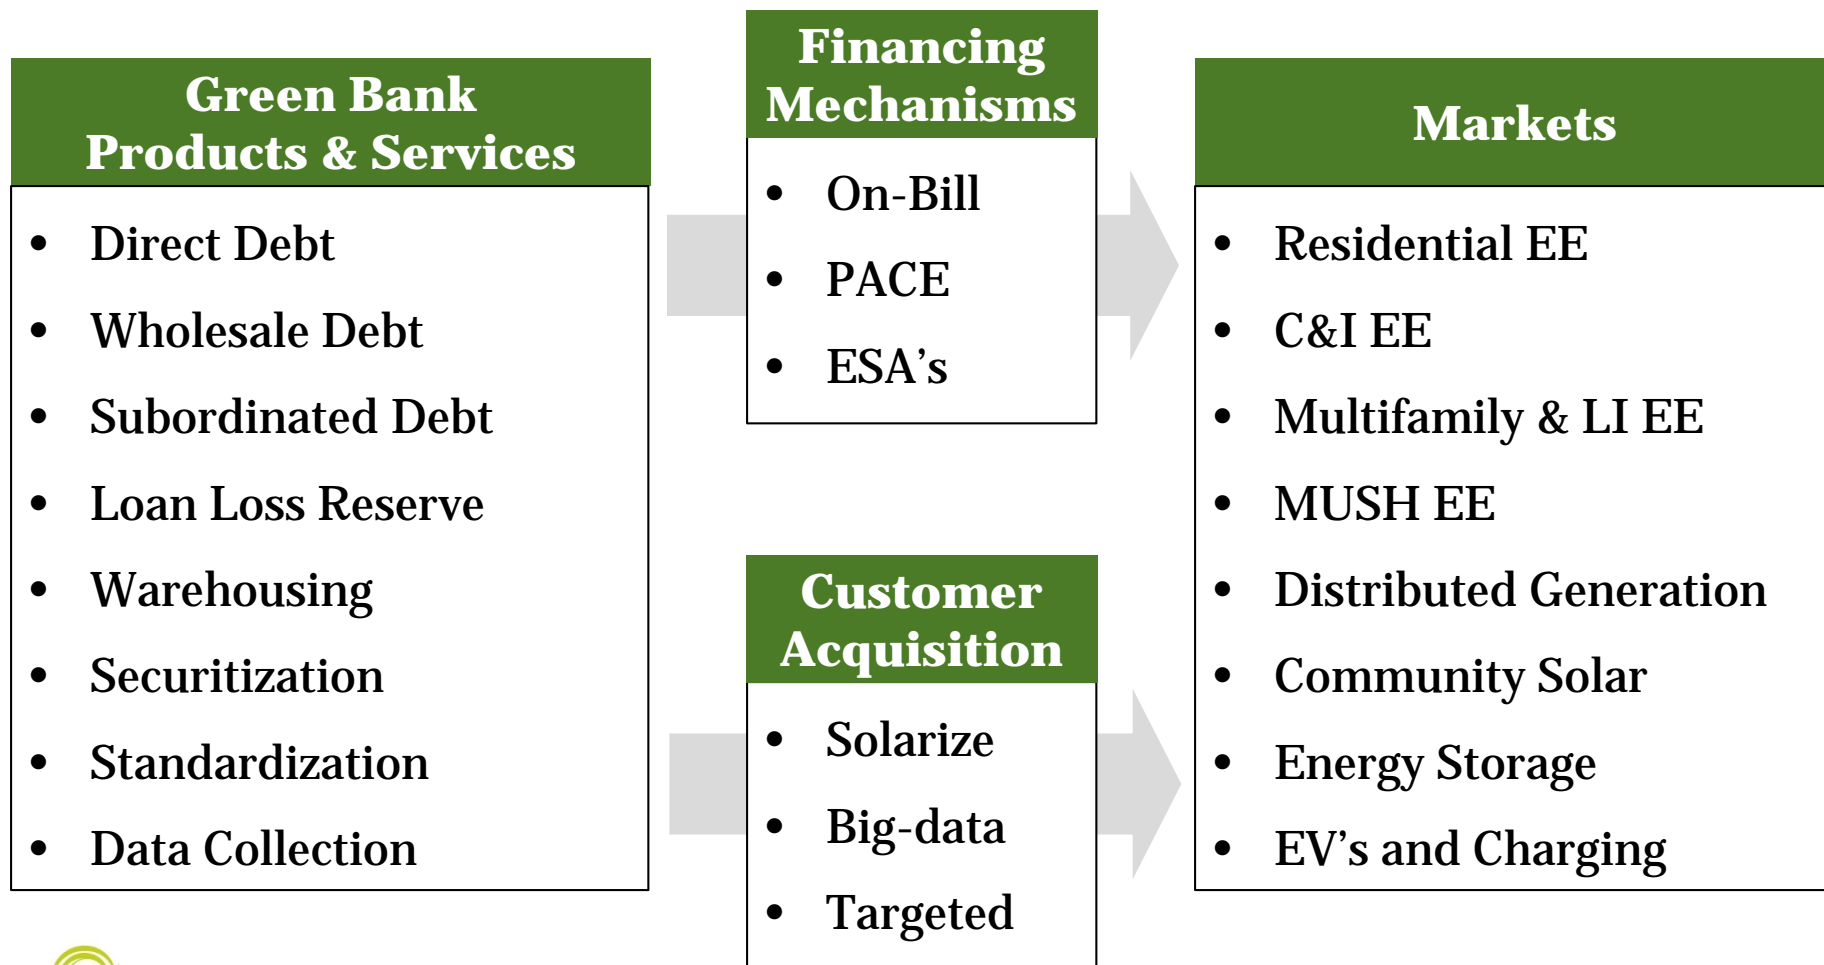 Green Bank
Products & Services
• Direct Debt
• Wholesale Debt
• Subordinated Debt
• Loan Loss Reserve
• Warehousing
• Securitization
• Standardization
• Data Collection
Financing
Mechanisms
• On-Bill
• PACE
• ESA’s
Customer
Acquisition
• Solarize
• Big-data
• Targeted
Markets
• Residential EE
• C&I EE
• Multifamily & LI EE
• MUSH EE
• Distributed Generation
• Community Solar
• Energy Storage
• EV’s and Charging